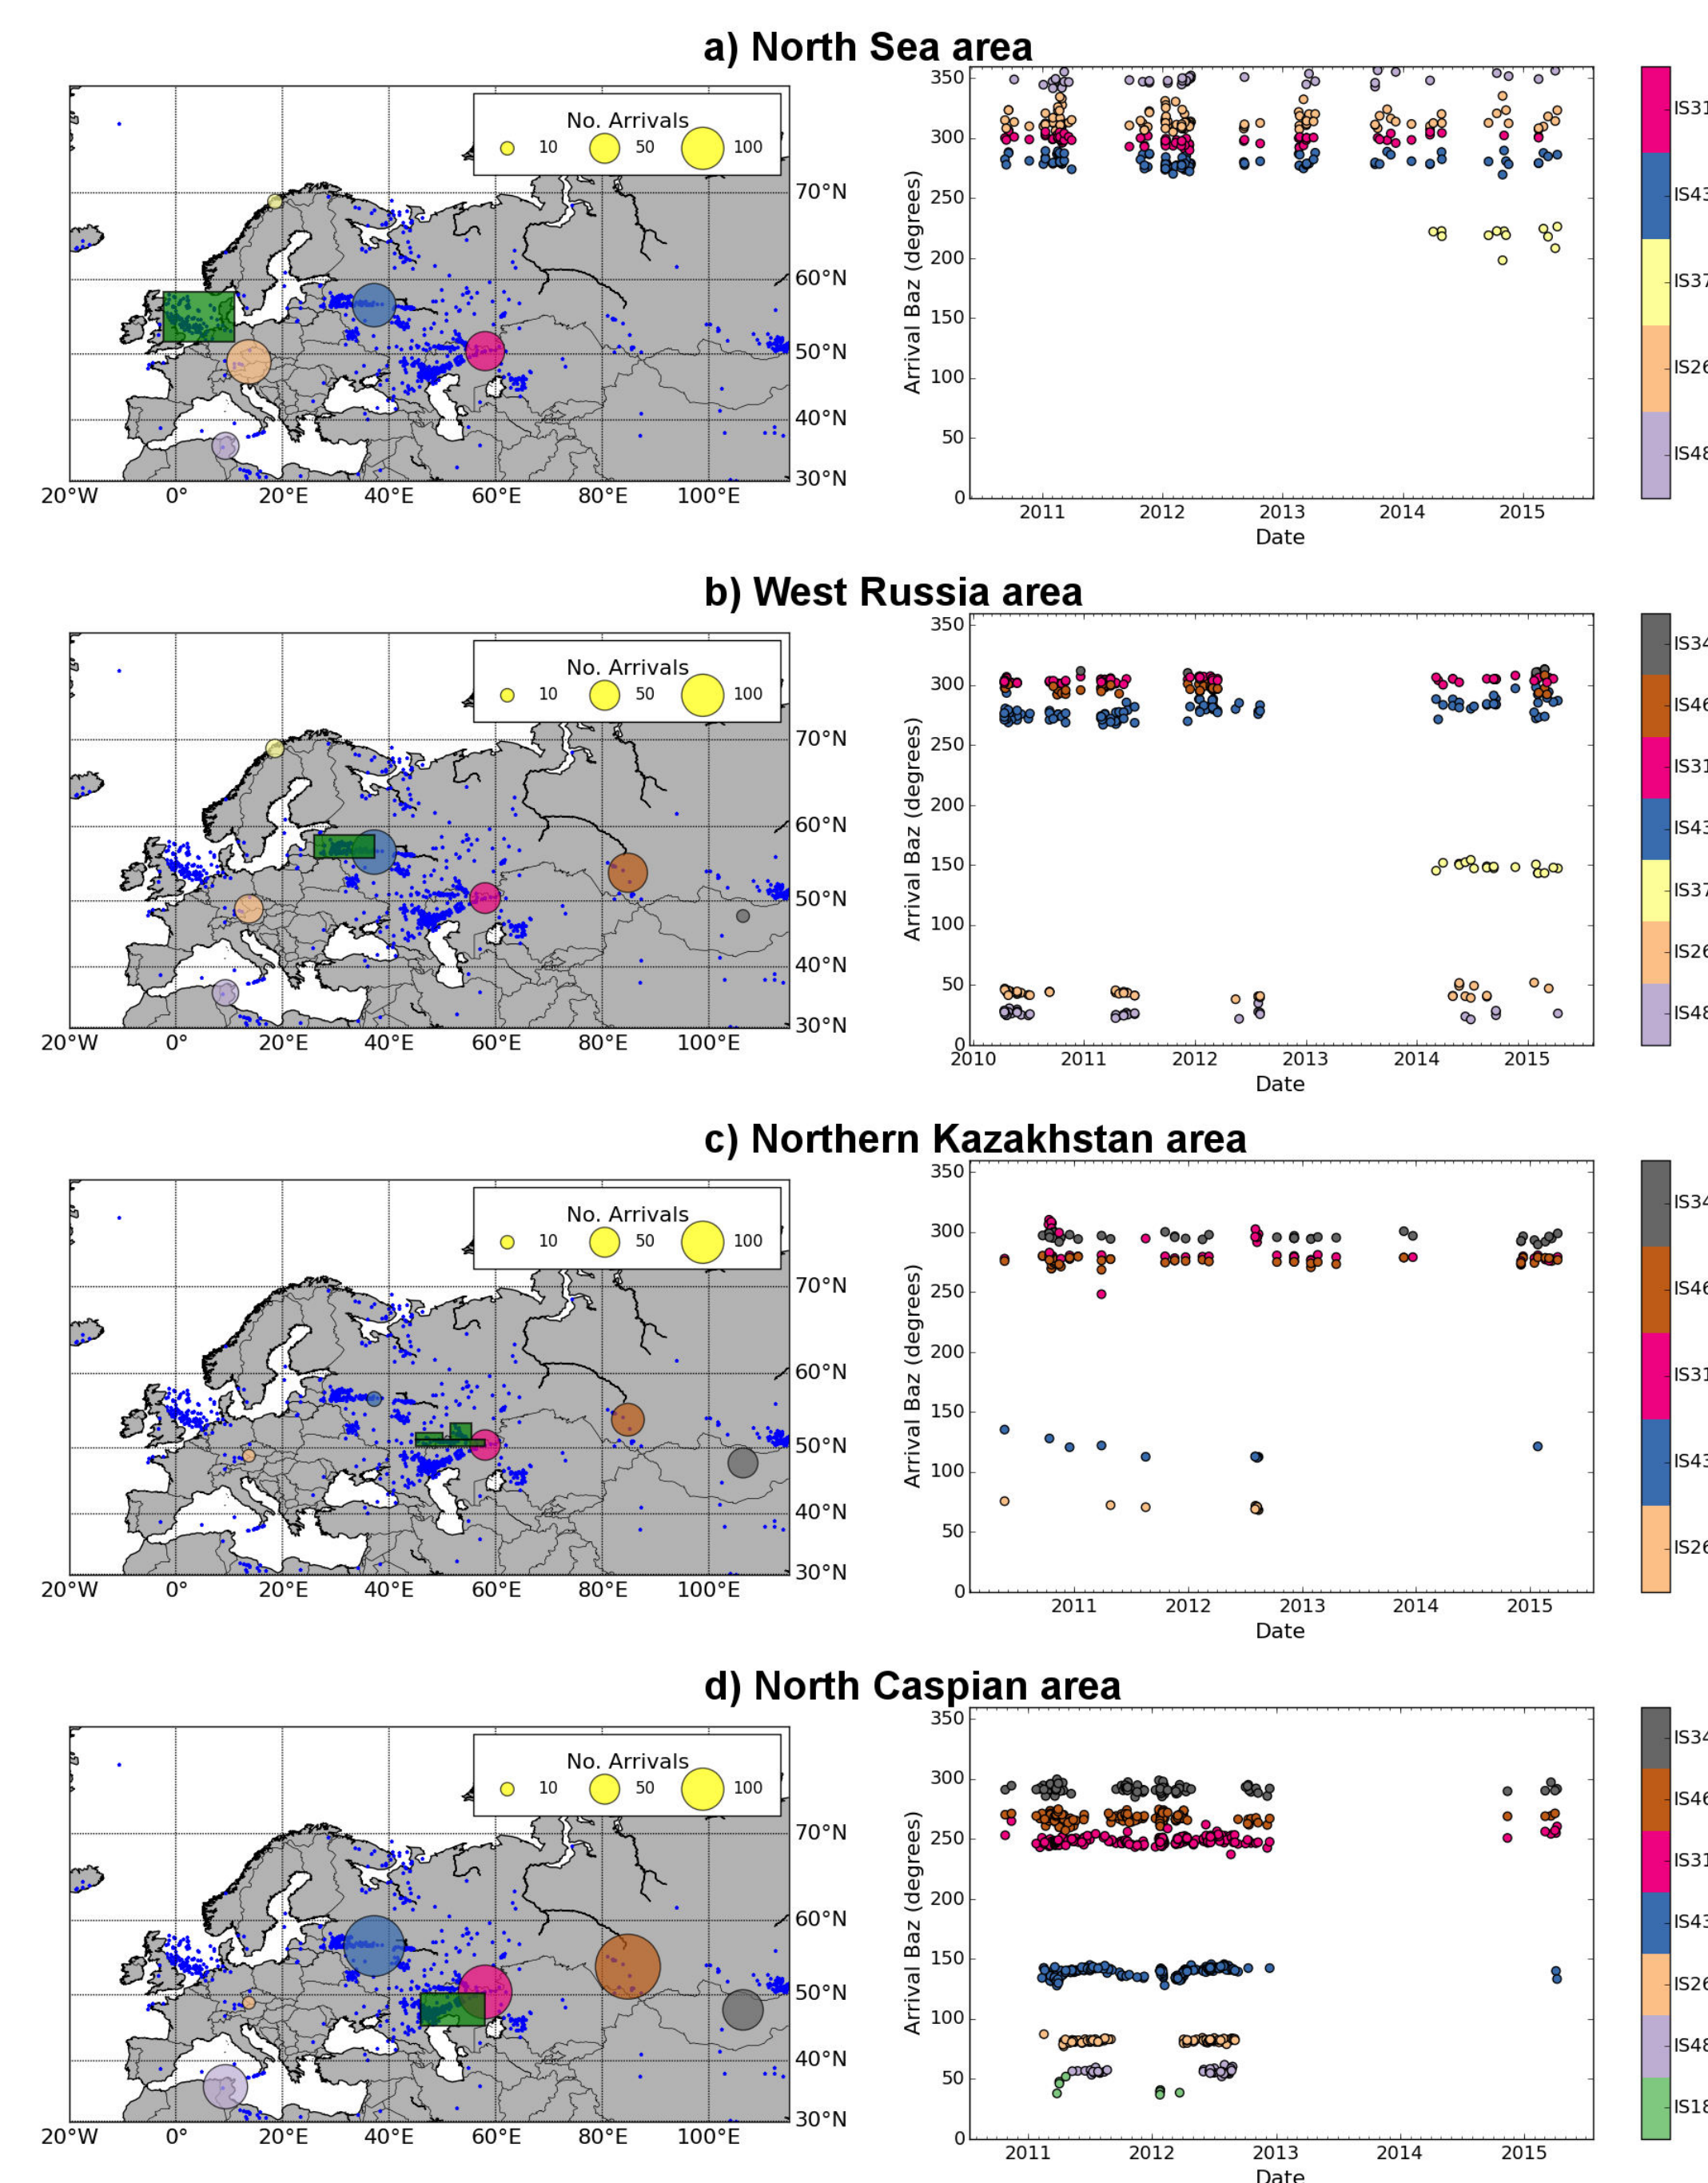 a) North Sea area
No. Arrivals
10 50 100
70°N
60°N
50°N
40°N
30°N
20°W 0° 20°E 40°E 60°E 80°E 100°E
Arrival Baz (degrees)
350
300
250
200
150
100
50
0
2011 2012 2013 2014 2015
Date
IS31
IS43
IS37
IS26
IS48
b) West Russia area
No. Arrivals
10 50 100
70°N
60°N
50°N
40°N
30°N
20°W 0° 20°E 40°E 60°E 80°E 100°E
Arrival Baz (degrees)
350
300
250
200
150
100
50
0
2010 2011 2012 2013 2014 2015
Date
IS34
IS46
IS31
IS43
IS37
IS26
IS48
c) Northern Kazakhstan area
No. Arrivals
10 50 100
70°N
60°N
50°N
40°N
30°N
20°W 0° 20°E 40°E 60°E 80°E 100°E
Arrival Baz (degrees)
350
300
250
200
150
100
50
0
2011 2012 2013 2014 2015
Date
IS34
IS46
IS31
IS43
IS26
d) North Caspian area
No. Arrivals
10 50 100
70°N
60°N
50°N
40°N
30°N
20°W 0° 20°E 40°E 60°E 80°E 100°E
Arrival Baz (degrees)
350
300
250
200
150
100
50
0
2011 2012 2013 2014 2015
Date
IS34
IS46
IS31
IS43
IS26
IS48
IS18